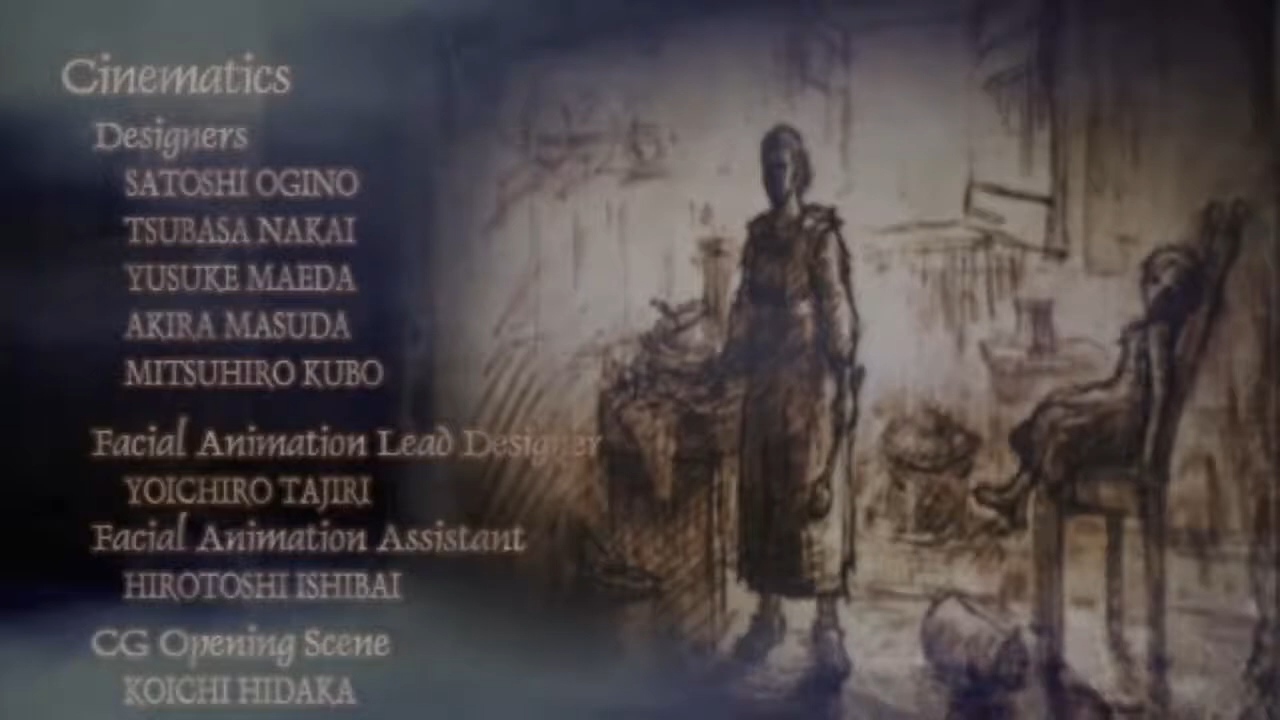 Cinematics
Designers
SATOSHI OGINO
TSUBASA NAKAI
YUSUKE MAEDA
AKIRA MASUDA
MITSUHIRO KUBO
Facial Animation Lead Designer
YOICHIRO TAJIRI
Facial Animation Assistant
HIROTOSHI ISHIBAI
CG Opening Scene
KOICHI HIDAKA